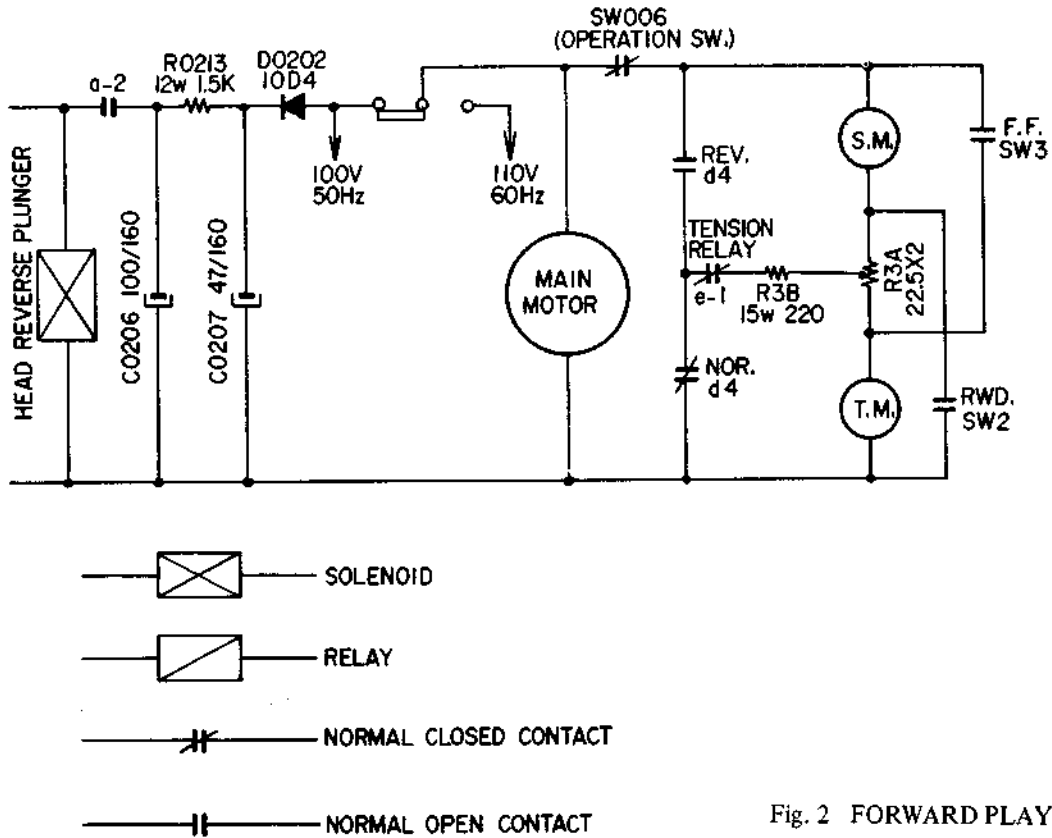 SW006
(OPERATION SW.)
a-2
R0213
12w 1.5K
D0202
10D4
100V
50Hz
110V
60Hz
REV.
d4
S.M.
F.F.
SW3
HEAD REVERSE PLUNGER
C0206 100/160
C0207 47/160
MAIN
MOTOR
TENSION
RELAY
e-1
R3B
15w 220
R3A
22.5X2
NOR.
d4
T.M.
RWD.
SW2
SOLENOID
RELAY
NORMAL CLOSED CONTACT
NORMAL OPEN CONTACT
Fig. 2 FORWARD PLAY